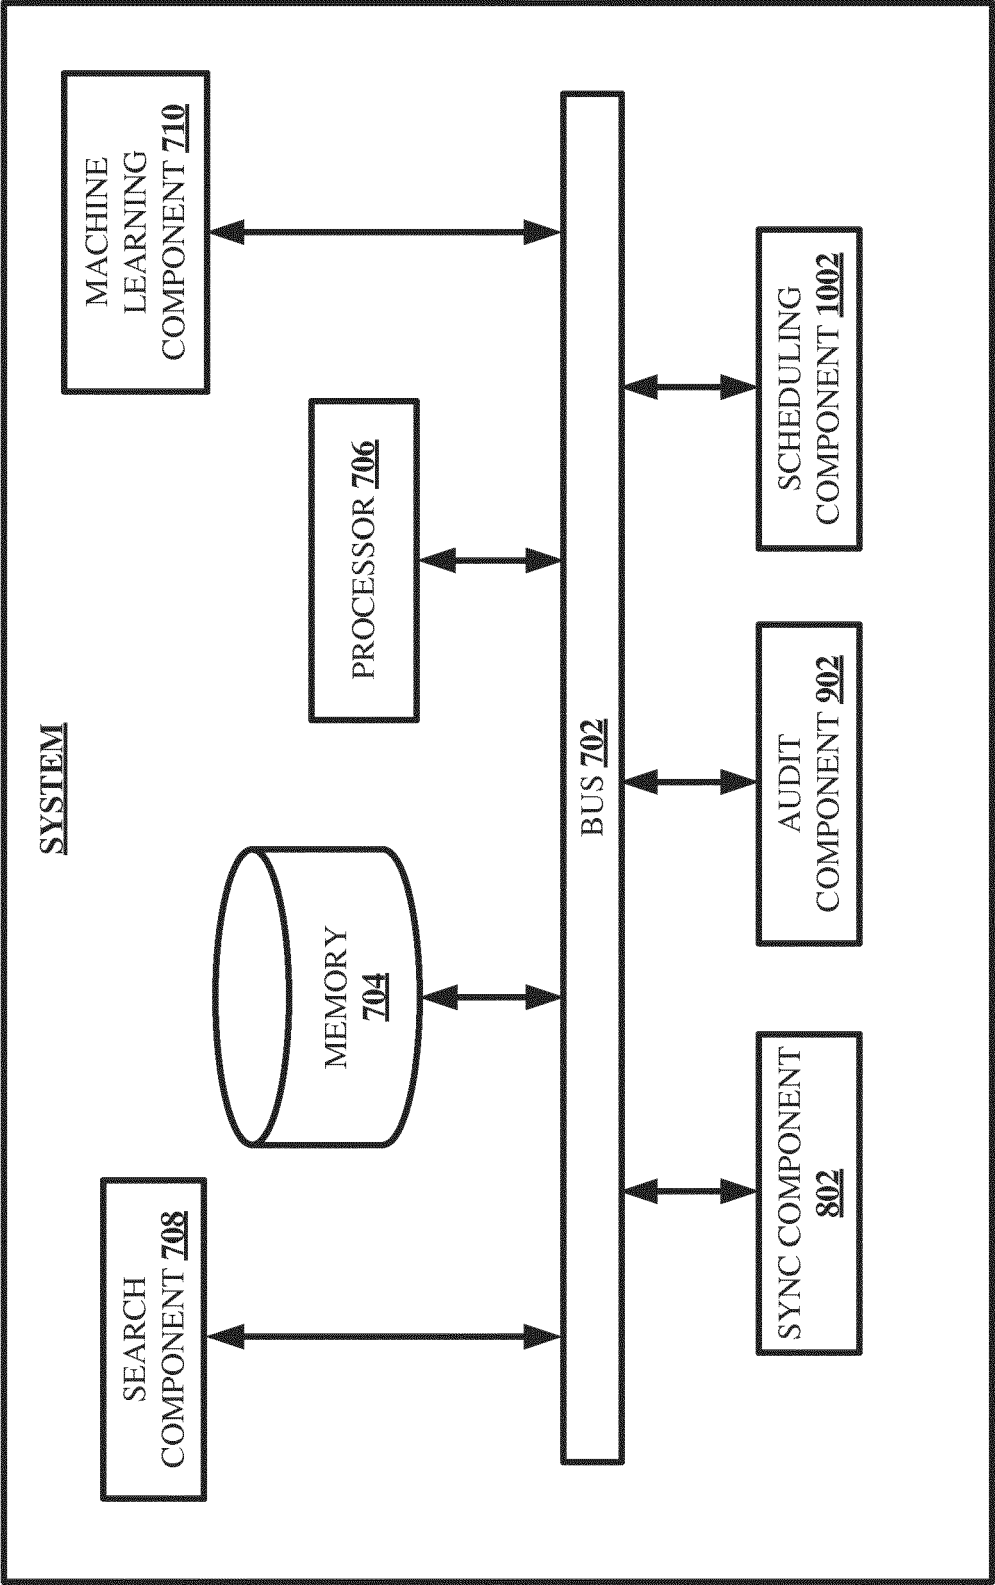 SYSTEM
SEARCH
COMPONENT 708
MEMORY
704
PROCESSOR 706
MACHINE
LEARNING
COMPONENT 710
BUS 702
SYNC COMPONENT
802
AUDIT
COMPONENT 902
SCHEDULING
COMPONENT 1002